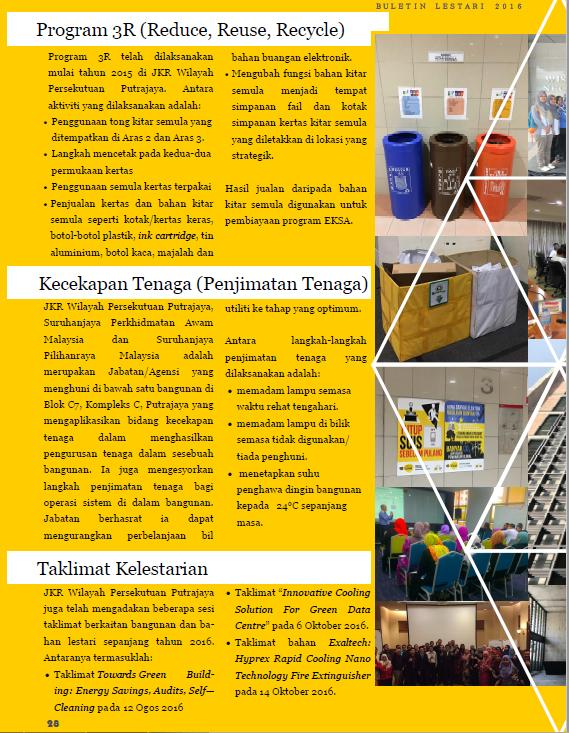 BULETIN LESTARI 2016
Program 3R (Reduce, Reuse, Recycle)
Program 3R telah dilaksanakan
mulai tahun 2015 di JKR Wilayah
Persekutuan Putrajaya. Antara
aktiviti yang dilaksanakan adalah:
• Penggunaan tong kitar semula yang
ditempatkan di Aras 2 dan Aras 3.
• Langkah mencetak pada kedua-dua
permukaan kertas
• Penggunaan semula kertas terpakai
• Penjualan kertas dan bahan kitar
semula seperti kotak/kertas keras,
botol-botol plastik, ink cartridge, tin
aluminium, botol kaca, majalah dan
bahan buangan elektronik.
• Mengubah fungsi bahan kitar
semula menjadi tempat
simpanan fail dan kotak
simpanan kertas kitar semula
yang diletakkan di lokasi yang
strategik.
Hasil jualan daripada bahan
kitar semula digunakan untuk
pembiayaan program EKSA.
Kecekapan Tenaga (Penjimatan Tenaga)
JKR Wilayah Persekutuan Putrajaya,
Suruhanjaya Perkhidmatan Awam
Malaysia dan Suruhanjaya
Pilihanraya Malaysia adalah
merupakan Jabatan/Agensi yang
menghuni di bawah satu bangunan di
Blok C7, Kompleks C, Putrajaya yang
mengaplikasikan bidang kecekapan
tenaga dalam menghasilkan
pengurusan tenaga dalam sesebuah
bangunan. Ia juga mengesyorkan
langkah penjimatan tenaga bagi
operasi sistem di dalam bangunan.
Jabatan berhasrat ia dapat
mengurangkan perbelanjaan bil
utiliti ke tahap yang optimum.
Antara langkah-langkah
penjimatan tenaga yang
dilaksanakan adalah:
• memadam lampu semasa
waktu rehat tengahari.
• memadam lampu di bilik
semasa tidak digunakan/
tiada penghuni.
• menetapkan suhu
penghawa dingin bangunan
kepada 24°C sepanjang
masa.
3
TUTUP
SUIS
SEBELUM PULANG
Taklimat Kelestarian
JKR Wilayah Persekutuan Putrajaya
juga telah mengadakan beberapa sesi
taklimat berkaitan bangunan dan ba-
han lestari sepanjang tahun 2016.
Antaranya termasuklah:
• Taklimat Towards Green Build-
ing: Energy Savings, Audits, Self—
Cleaning pada 12 Ogos 2016
• Taklimat "Innovative Cooling
Solution For Green Data
Centre" pada 6 Oktober 2016.
• Taklimat bahan Exaltech:
Hyprex Rapid Cooling Nano
Technology Fire Extinguisher
pada 14 Oktober 2016.
28